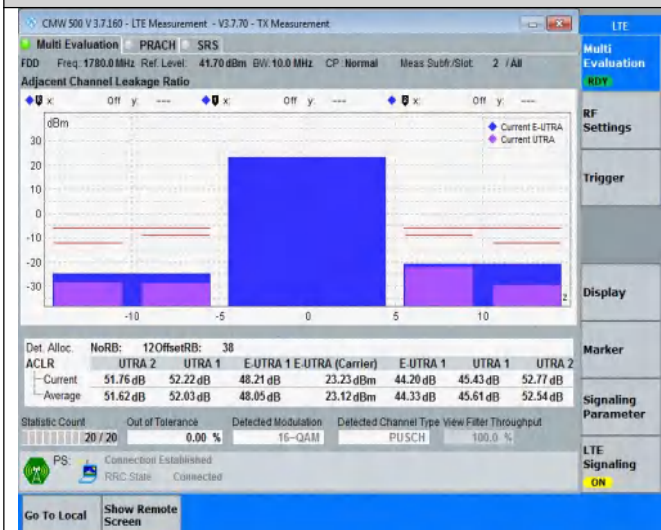 CMW 500 V 3.7.160 - LTE Measurement - V3.7.70 - TX Measurement
LTE
Multi Evaluation PRACH SRS
Multi Evaluation
RDY
FDD Freq: 1780.0 MHz Ref. Level: 41.70 dBm BW: 10.0 MHz CP: Normal Meas Subfr./Slot: 2 / All
Adjacent Channel Leakage Ratio
x: Off y: --- x: Off y: --- x: Off y: ---
dBm
Current E-UTRA
Current UTRA
30
20
10
0
-10
-20
-30
2
-10 -5 0 5 10
RF Settings
Trigger
Display
Marker
Signaling Parameter
LTE Signaling
ON
Det. Alloc. NoRB: 12OffsetRB: 38
ACLR UTRA 2 UTRA 1 E-UTRA 1 E-UTRA (Carrier) E-UTRA 1 UTRA 1 UTRA 2
Current 51.76 dB 52.22 dB 48.21 dB 23.23 dBm 44.20 dB 45.43 dB 52.77 dB
Average 51.62 dB 52.03 dB 48.05 dB 23.12 dBm 44.33 dB 45.61 dB 52.54 dB
Statistic Count Out of Tolerance Detected Modulation Detected Channel Type View Filter Throughput
20 / 20 0.00 % 16-QAM PUSCH 100.0 %
PS: Connection Established
RRC State Connected
Go To Local Show Remote Screen